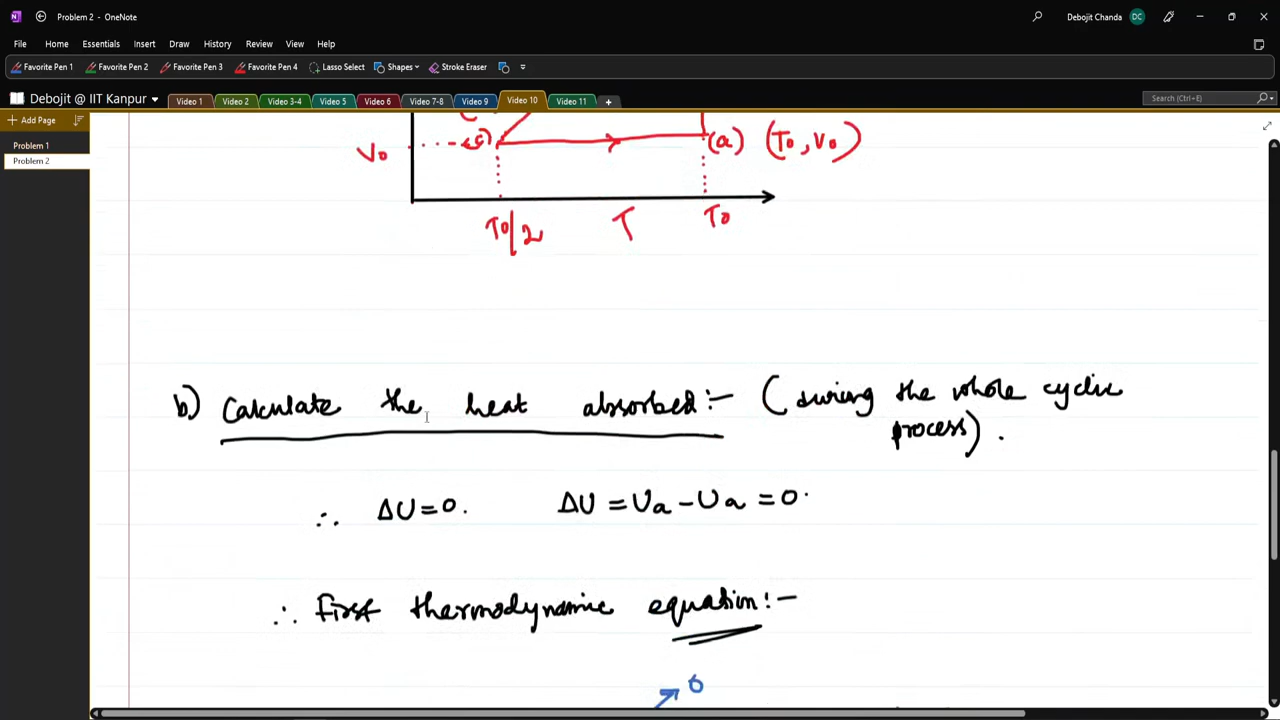 Problem 2 - OneNote
Debojit Chanda DC
File Home Essentials Insert Draw History Review View Help
Favorite Pen 1 Favorite Pen 2 Favorite Pen 3 Favorite Pen 4 Lasso Select Shapes Stroke Eraser
Debojit @ IIT Kanpur
Video 1 Video 2 Video 3-4 Video 5 Video 6 Video 7-8 Video 9 Video 10 Video 11 +
Search (Ctrl+E)
+ Add Page
Problem 1
Problem 2
V₀ (c) (a) (T₀, V₀)
T₀/2 T T₀
b) Calculate the heat absorbed:- (during the whole cyclic
process).
∴ ΔU=0. ΔU = Ua - Ua = 0.
∴ First thermodynamic equation:-
0